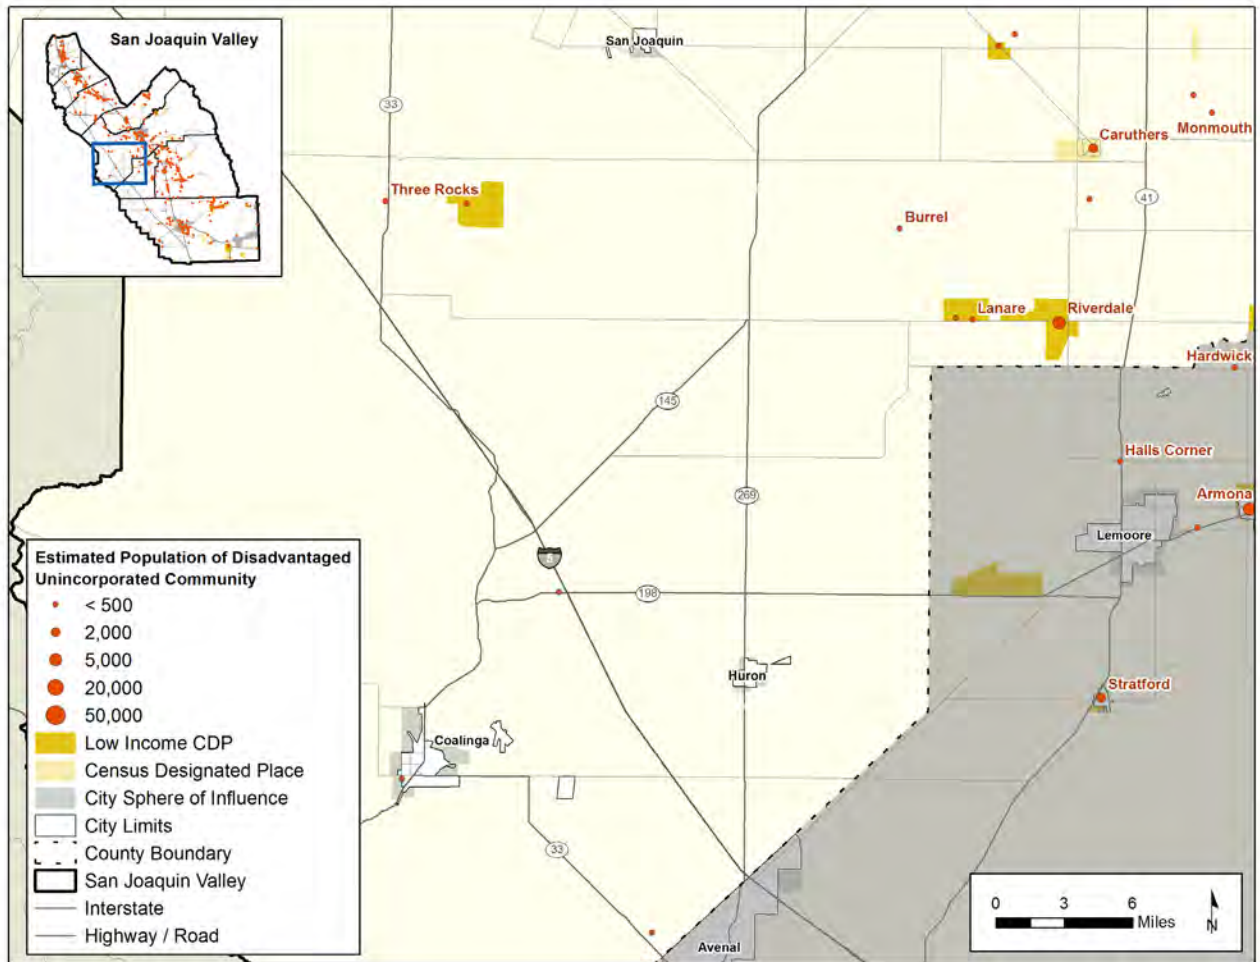 San Joaquin Valley
San Joaquin
33
Caruthers
Monmouth
Three Rocks
41
Burrel
Lanare
Riverdale
Hardwick
145
Halls Corner
269
Armona
Lemoore
5
198
Huron
Stratford
Coalinga
33
Avenal
Estimated Population of Disadvantaged
Unincorporated Community
< 500
2,000
5,000
20,000
50,000
Low Income CDP
Census Designated Place
City Sphere of Influence
City Limits
County Boundary
San Joaquin Valley
Interstate
Highway / Road
0 3 6
Miles
N